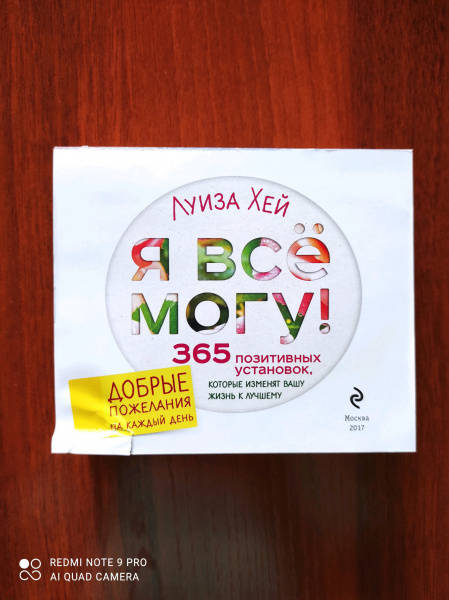 Луиза Хей
Я ВСЁ
МОГУ!
365 ПОЗИТИВНЫХ
УСТАНОВОК,
КОТОРЫЕ ИЗМЕНЯТ ВАШУ
ЖИЗНЬ К ЛУЧШЕМУ
ДОБРЫЕ
ПОЖЕЛАНИЯ
НА КАЖДЫЙ ДЕНЬ
Москва
2017
REDMI NOTE 9 PRO
AI QUAD CAMERA